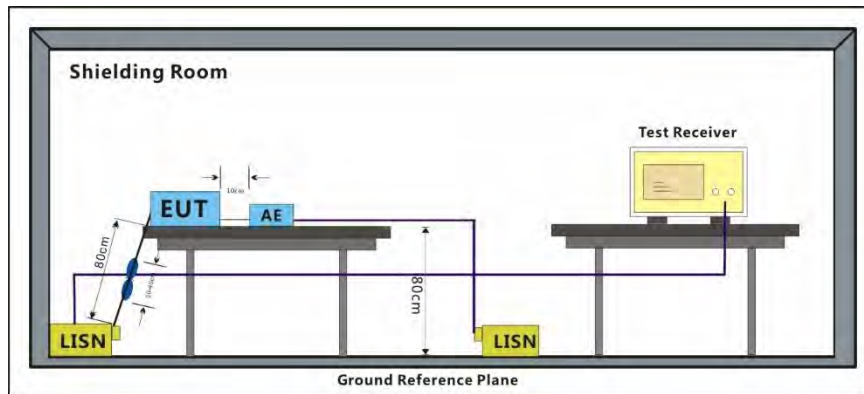 Shielding Room
Test Receiver
10cm
EUT
AE
80cm
80cm
LISN
LISN
Ground Reference Plane